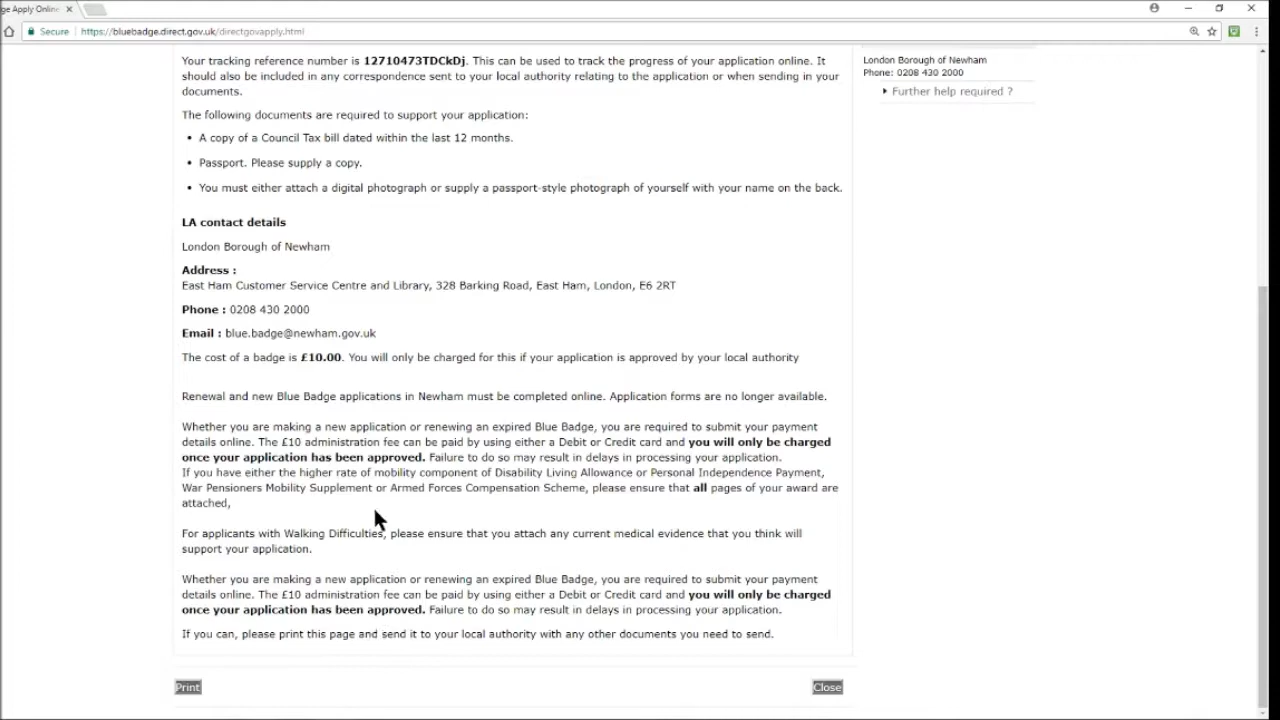 ge Apply Online
Secure https://bluebadge.direct.gov.uk/directgovapply.html
Your tracking reference number is 12710473TDCkDj. This can be used to track the progress of your application online. It
should also be included in any correspondence sent to your local authority relating to the application or when sending in your
documents.
The following documents are required to support your application:
• A copy of a Council Tax bill dated within the last 12 months.
• Passport. Please supply a copy.
• You must either attach a digital photograph or supply a passport-style photograph of yourself with your name on the back.
LA contact details
London Borough of Newham
Address :
East Ham Customer Service Centre and Library, 328 Barking Road, East Ham, London, E6 2RT
Phone : 0208 430 2000
Email : blue.badge@newham.gov.uk
The cost of a badge is £10.00. You will only be charged for this if your application is approved by your local authority
Renewal and new Blue Badge applications in Newham must be completed online. Application forms are no longer available.
Whether you are making a new application or renewing an expired Blue Badge, you are required to submit your payment
details online. The £10 administration fee can be paid by using either a Debit or Credit card and you will only be charged
once your application has been approved. Failure to do so may result in delays in processing your application.
If you have either the higher rate of mobility component of Disability Living Allowance or Personal Independence Payment,
War Pensioners Mobility Supplement or Armed Forces Compensation Scheme, please ensure that all pages of your award are
attached,
For applicants with Walking Difficulties, please ensure that you attach any current medical evidence that you think will
support your application.
Whether you are making a new application or renewing an expired Blue Badge, you are required to submit your payment
details online. The £10 administration fee can be paid by using either a Debit or Credit card and you will only be charged
once your application has been approved. Failure to do so may result in delays in processing your application.
If you can, please print this page and send it to your local authority with any other documents you need to send.
Print
Close
London Borough of Newham
Phone: 0208 430 2000
Further help required ?